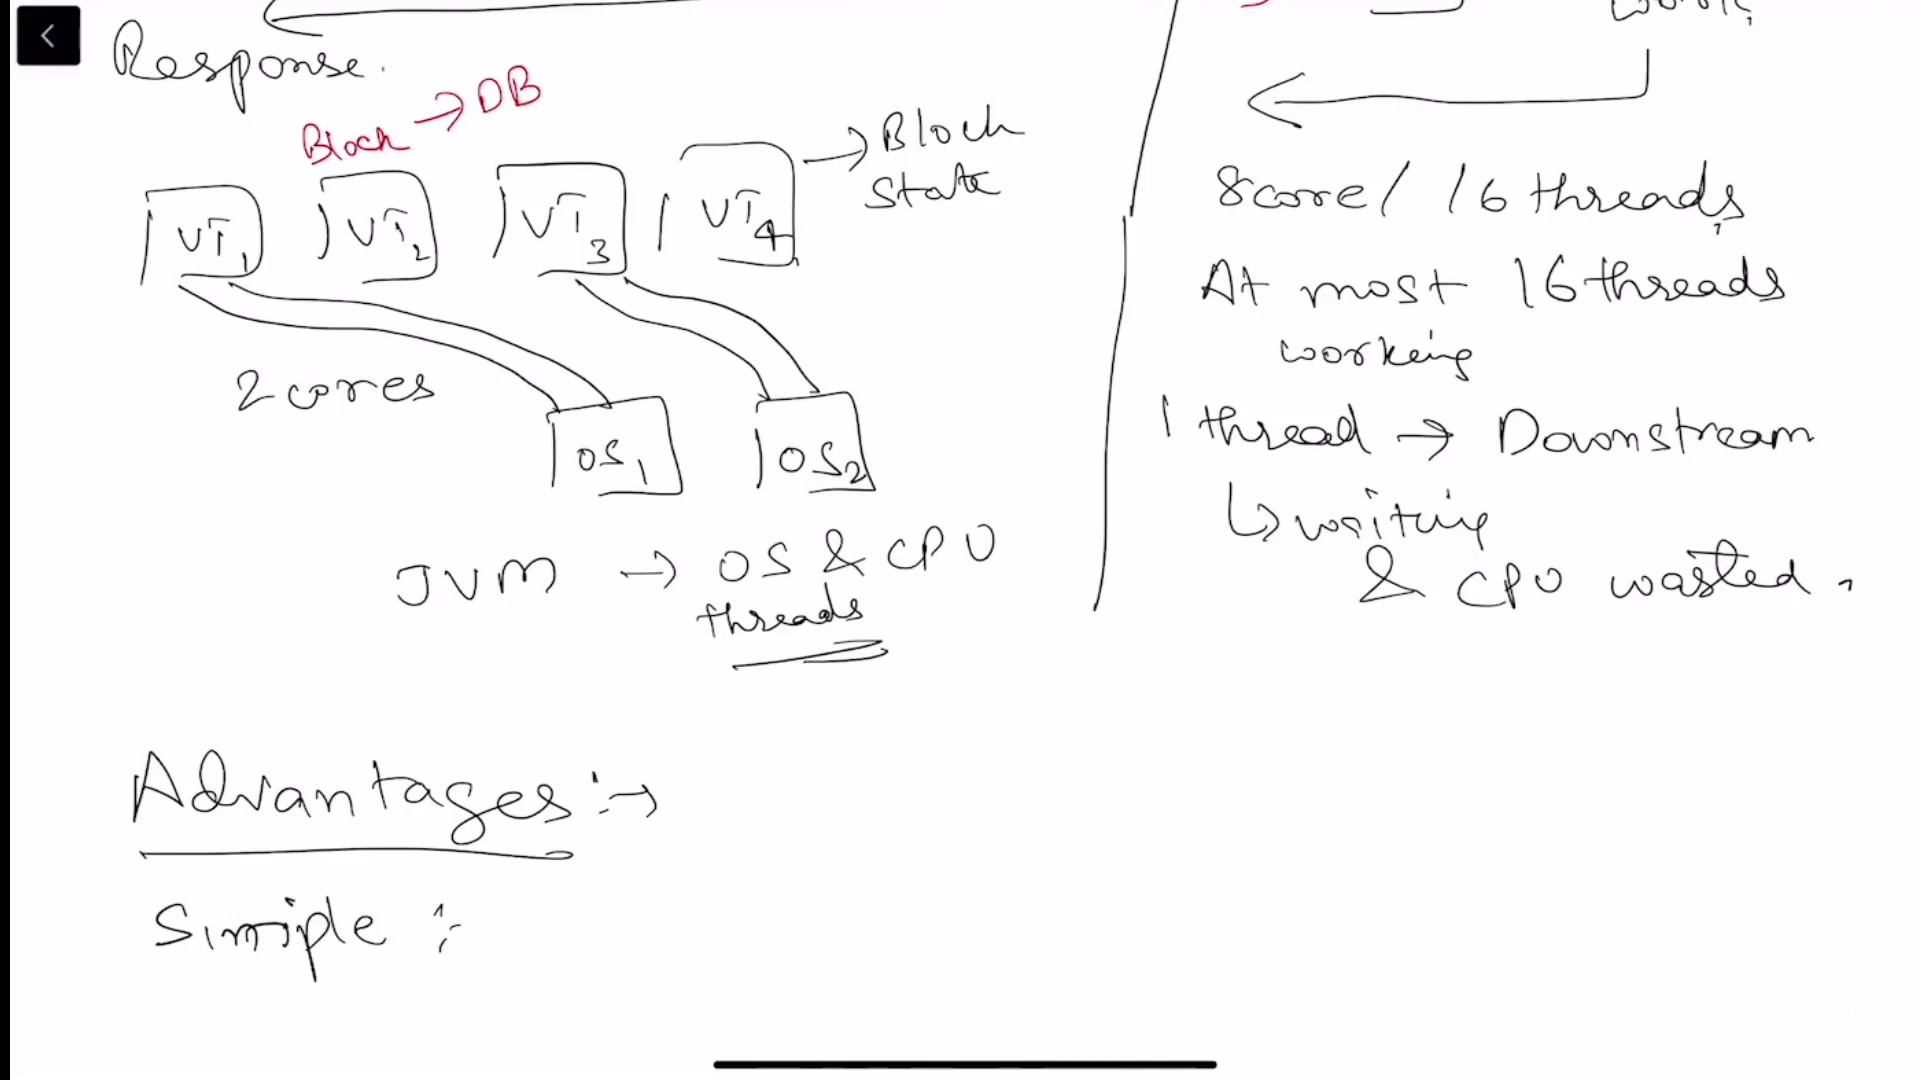 Response.
Block → DB
→ Block
State
VT1 VT2 VT3 VT4
2 cores
OS1 OS2
JVM → OS & CPU
threads
Advantages :→
Simple :
8 core / 16 threads
At most 16 threads
working
1 thread → Downstream
↳ waiting
& CPU wasted.